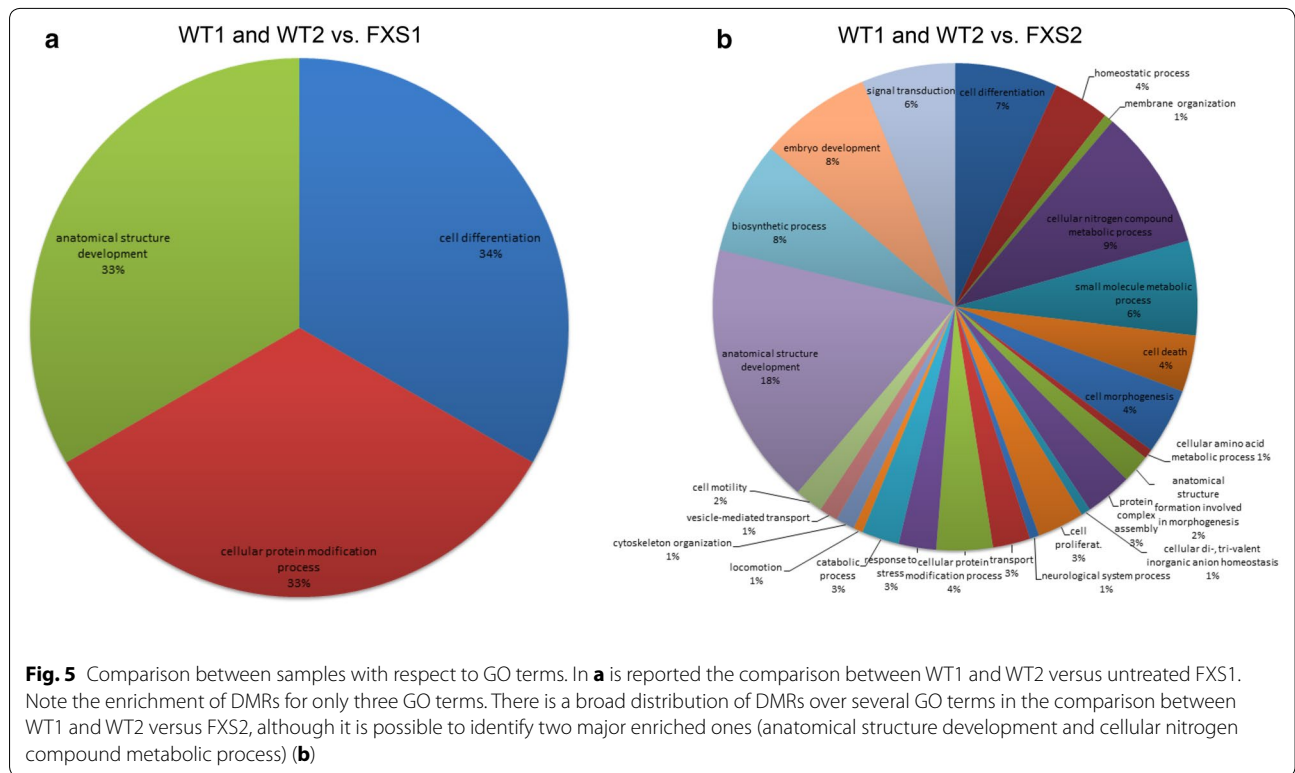 a
WT1 and WT2 vs. FXS1
anatomical structure
development
33%
cell differentiation
34%
cellular protein modification
process
33%
b
WT1 and WT2 vs. FXS2
signal transduction
6%
cell differentiation
7%
homeostatic process
4%
membrane organization
1%
embryo development
8%
cellular nitrogen compound
metabolic process
9%
biosynthetic process
8%
small molecule metabolic
process
6%
cell death
4%
anatomical structure
development
18%
cell morphogenesis
4%
cellular amino acid
metabolic process 1%
anatomical
structure
formation involved
in morphogenesis
2%
protein
complex
assembly
3%
cellular di-, tri-valent
inorganic anion homeostasis
1%
cell
proliferat.
3%
neurological system process
1%
transport
3%
cellular protein
modification process
4%
response to
stress
3%
catabolic
process
3%
locomotion
1%
cytoskeleton organization
1%
vesicle-mediated transport
1%
cell motility
2%
Fig. 5 Comparison between samples with respect to GO terms. In a is reported the comparison between WT1 and WT2 versus untreated FXS1.
Note the enrichment of DMRs for only three GO terms. There is a broad distribution of DMRs over several GO terms in the comparison between
WT1 and WT2 versus FXS2, although it is possible to identify two major enriched ones (anatomical structure development and cellular nitrogen
compound metabolic process) (b)